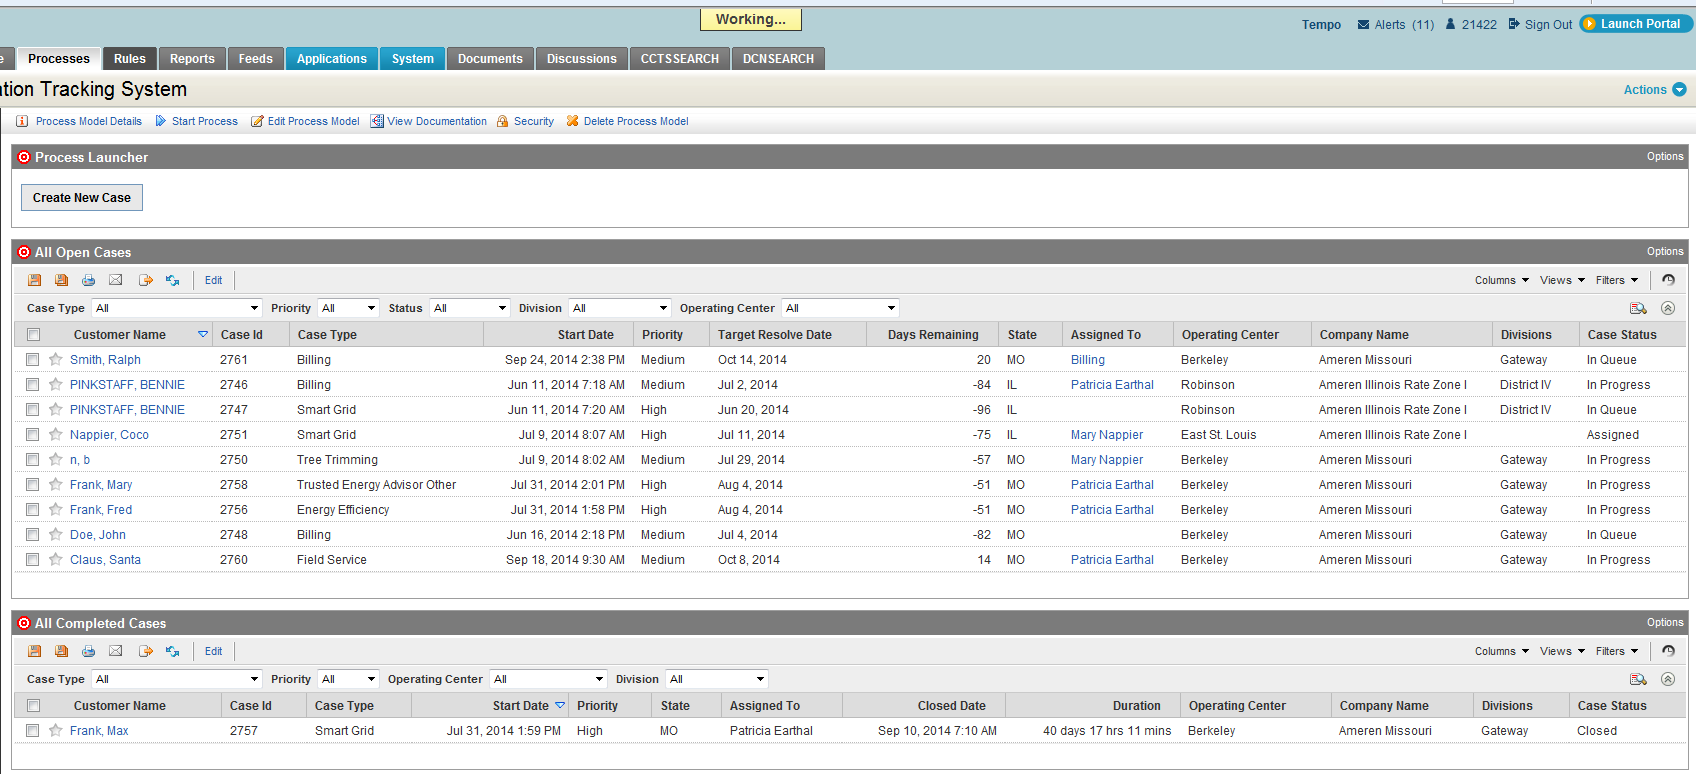 Working...
Tempo Alerts (11) 21422 Sign Out Launch Portal
e Processes Rules Reports Feeds Applications System Documents Discussions CCTSSEARCH DCNSEARCH
ation Tracking System Actions
Process Model Details Start Process Edit Process Model View Documentation Security Delete Process Model
Process Launcher Options
Create New Case
All Open Cases Options
Edit Columns Views Filters
Case Type All Priority All Status All Division All Operating Center All
Customer Name Case Id Case Type Start Date Priority Target Resolve Date Days Remaining State Assigned To Operating Center Company Name Divisions Case Status
Smith, Ralph 2761 Billing Sep 24, 2014 2:38 PM Medium Oct 14, 2014 20 MO Billing Berkeley Ameren Missouri Gateway In Queue
PINKSTAFF, BENNIE 2746 Billing Jun 11, 2014 7:18 AM Medium Jul 2, 2014 -84 IL Patricia Earthal Robinson Ameren Illinois Rate Zone I District IV In Progress
PINKSTAFF, BENNIE 2747 Smart Grid Jun 11, 2014 7:20 AM High Jun 20, 2014 -96 IL Robinson Ameren Illinois Rate Zone I District IV In Queue
Nappier, Coco 2751 Smart Grid Jul 9, 2014 8:07 AM High Jul 11, 2014 -75 IL Mary Nappier East St. Louis Ameren Illinois Rate Zone I Assigned
n, b 2750 Tree Trimming Jul 9, 2014 8:02 AM Medium Jul 29, 2014 -57 MO Mary Nappier Berkeley Ameren Missouri Gateway In Progress
Frank, Mary 2758 Trusted Energy Advisor Other Jul 31, 2014 2:01 PM High Aug 4, 2014 -51 MO Patricia Earthal Berkeley Ameren Missouri Gateway In Progress
Frank, Fred 2756 Energy Efficiency Jul 31, 2014 1:58 PM High Aug 4, 2014 -51 MO Patricia Earthal Berkeley Ameren Missouri Gateway In Progress
Doe, John 2748 Billing Jun 16, 2014 2:18 PM Medium Jul 4, 2014 -82 MO Berkeley Ameren Missouri Gateway In Queue
Claus, Santa 2760 Field Service Sep 18, 2014 9:30 AM Medium Oct 8, 2014 14 MO Patricia Earthal Berkeley Ameren Missouri Gateway In Progress
All Completed Cases Options
Edit Columns Views Filters
Case Type All Priority All Operating Center All Division All
Customer Name Case Id Case Type Start Date Priority State Assigned To Closed Date Duration Operating Center Company Name Divisions Case Status
Frank, Max 2757 Smart Grid Jul 31, 2014 1:59 PM High MO Patricia Earthal Sep 10, 2014 7:10 AM 40 days 17 hrs 11 mins Berkeley Ameren Missouri Gateway Closed